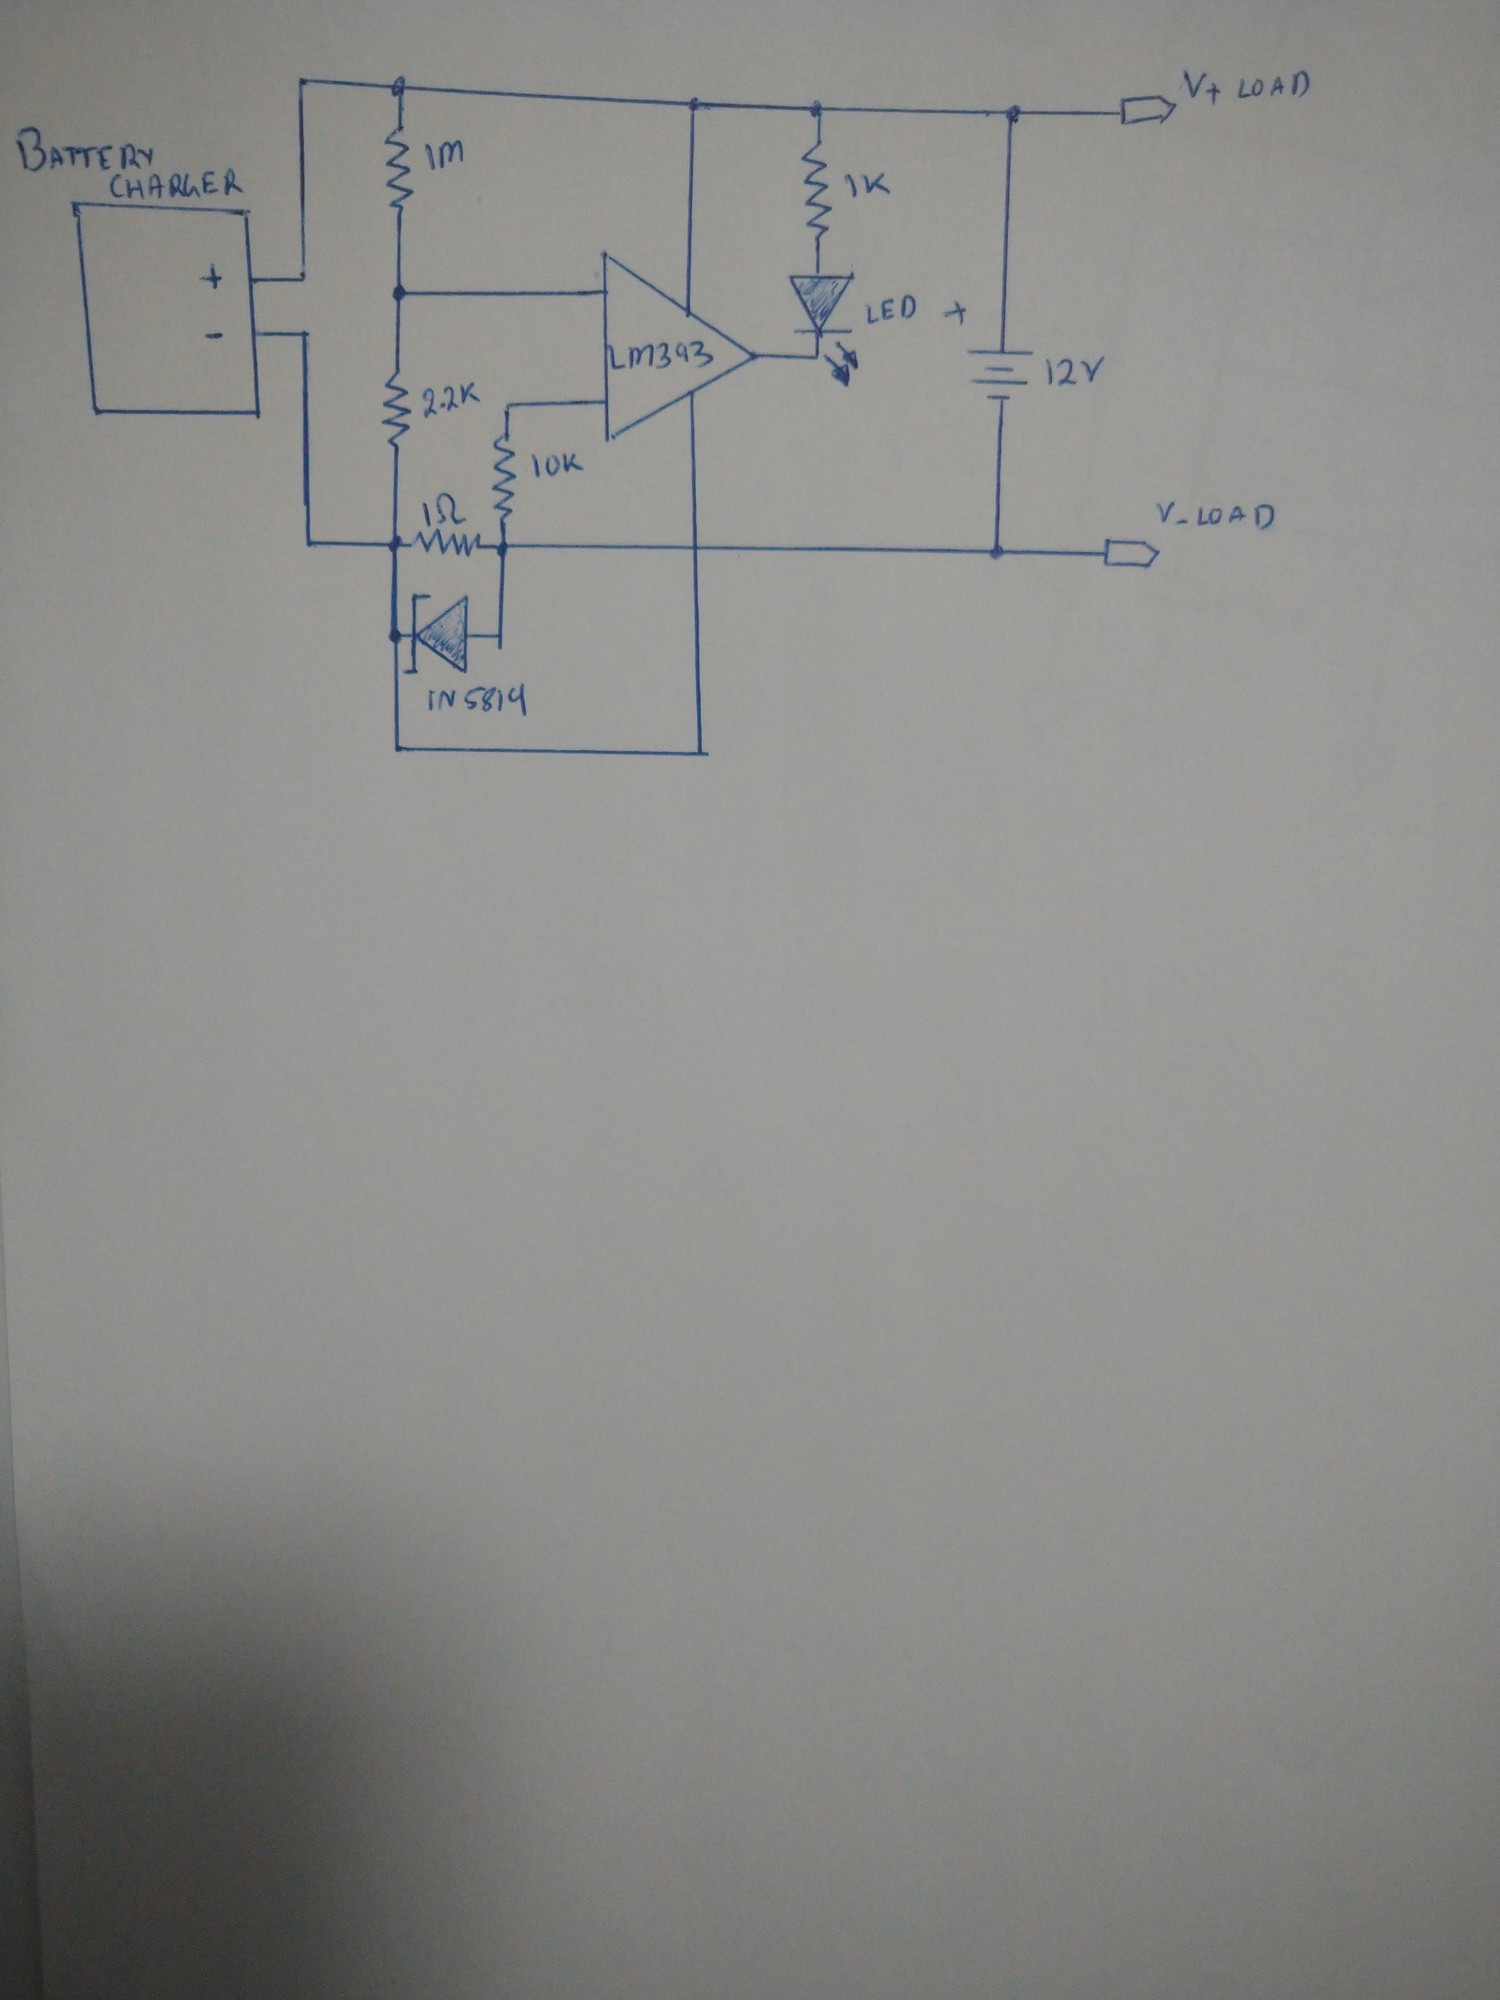 V+ LOAD
BATTERY
CHARGER
1M
1K
+
-
LED
+
LM393
12V
2.2K
10K
1Ω
V- LOAD
IN5819